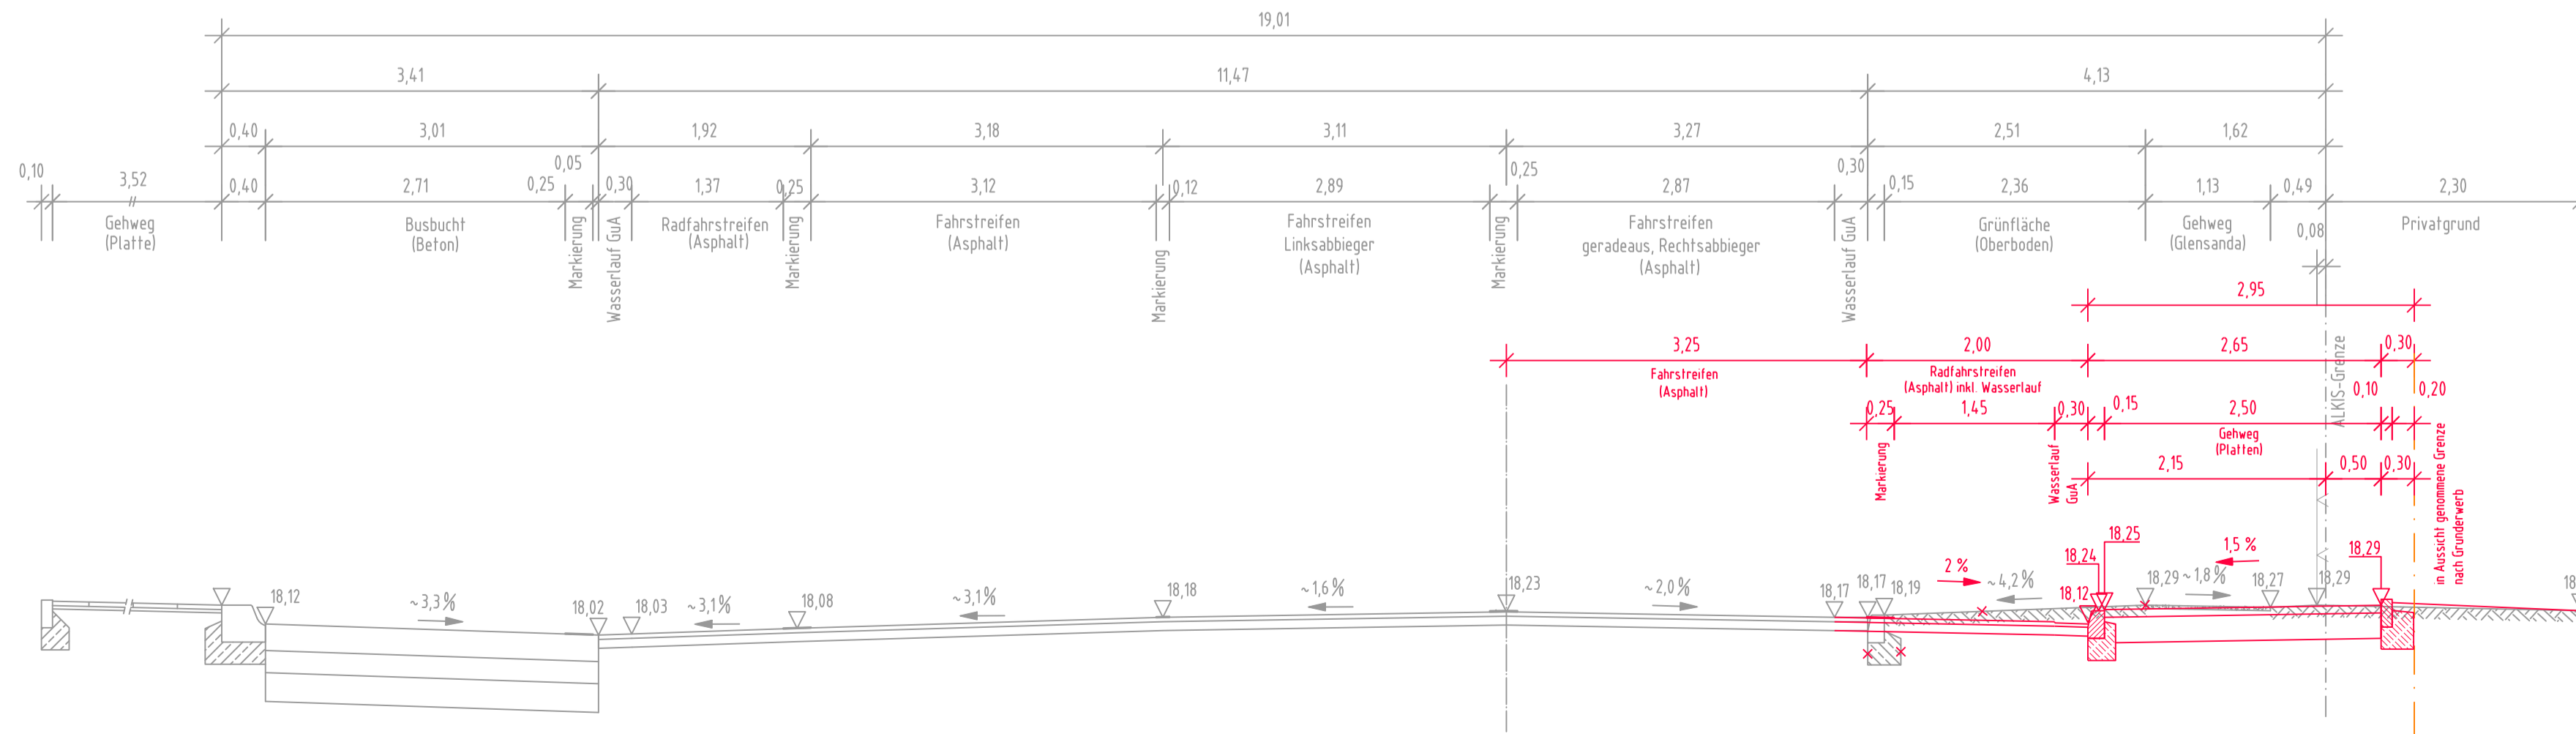 19,01
3,41
11,47
4,13
0,40
3,01
1,92
3,18
3,11
3,27
2,51
1,62
0,10
3,52
0,40
2,71
0,25
0,05
0,30
1,37
0,25
0,12
2,89
0,25
2,87
0,30
0,15
2,36
1,13
0,49
2,30
3,12
0,08
Gehweg
(Platte)
Busbucht
(Beton)
Markierung
Wasserlauf GuA
Radfahrstreifen
(Asphalt)
Markierung
Fahrstreifen
(Asphalt)
Markierung
Fahrstreifen
Linksabbieger
(Asphalt)
Markierung
Fahrstreifen
geradeaus, Rechtsabbieger
(Asphalt)
Wasserlauf GuA
Grünfläche
(Oberboden)
Gehweg
(Glensanda)
Privatgrund
2,95
3,25
2,00
2,65
0,30
Fahrstreifen
(Asphalt)
Radfahrstreifen
(Asphalt) inkl. Wasserlauf
ALKIS-Grenze
0,10
0,20
0,25
1,45
0,30
0,15
2,50
Gehweg
(Platten)
Markierung
Wasserlauf
GuA
2,15
0,50
0,30
in Aussicht genommene Grenze
nach Grunderwerb
18,12
~3,3%
18,02
18,03
~3,1%
18,08
~3,1%
18,18
~1,6%
18,23
~2,0%
18,17
18,17
18,19
2 %
~4,2%
18,12
18,24
18,25
18,29
~1,8%
1,5 %
18,27
18,29
18,29
18